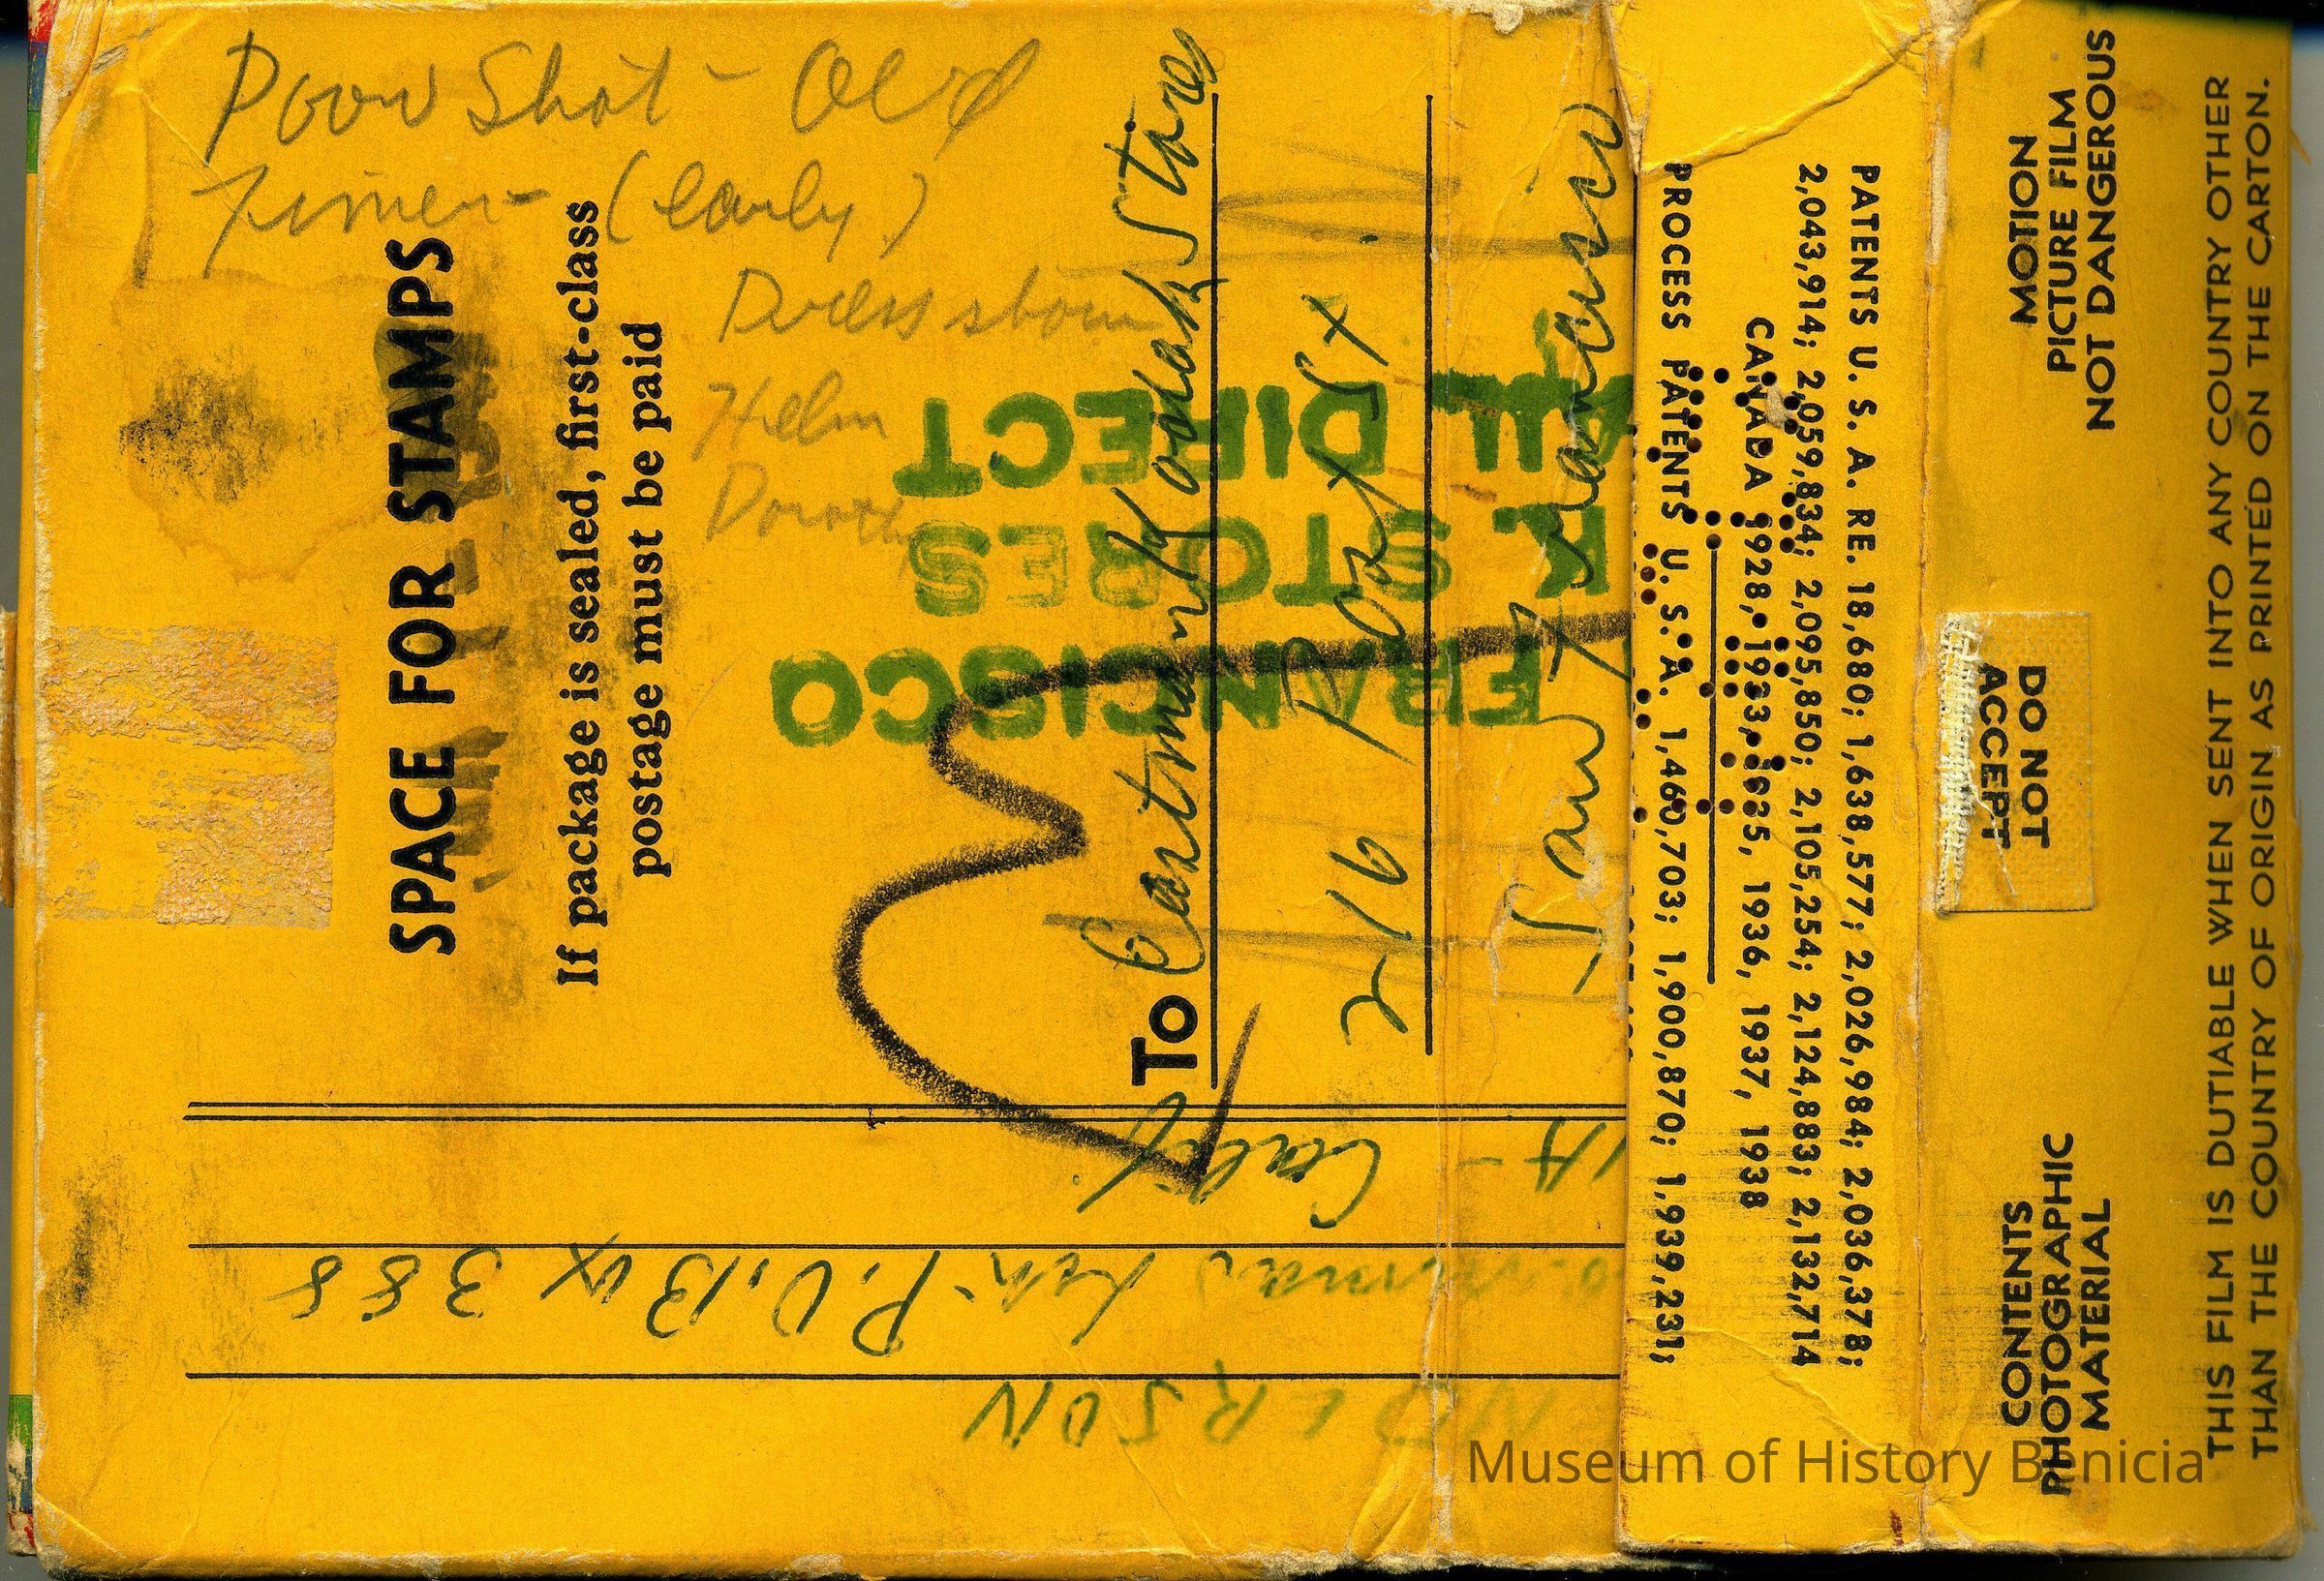 Poor Shot - Old
Timer - (early)
Dress show
Helm
SPACE FOR STAMPS
If package is sealed, first-class
postage must be paid
To Eastman Kodak Stores
216 Post
San Francisco
FRANCISCO
STORES
DIRECT
Calif
P.O. Box 388
NDERSON
PROCESS PATENTS U. S. A. 1,460,703; 1,900,870; 1,939,231;
CANADA 1928, 1933, 1935, 1936, 1937, 1938
2,043,914; 2,059,834; 2,095,850; 2,105,254; 2,124,883; 2,132,714
PATENTS U. S. A. RE. 18,680; 1,638,577; 2,026,984; 2,036,378;
DO NOT
ACCEPT
MOTION
PICTURE FILM
NOT DANGEROUS
CONTENTS
PHOTOGRAPHIC
MATERIAL
THIS FILM IS DUTIABLE WHEN SENT INTO ANY COUNTRY OTHER
THAN THE COUNTRY OF ORIGIN AS PRINTED ON THE CARTON.
Museum of History Benicia